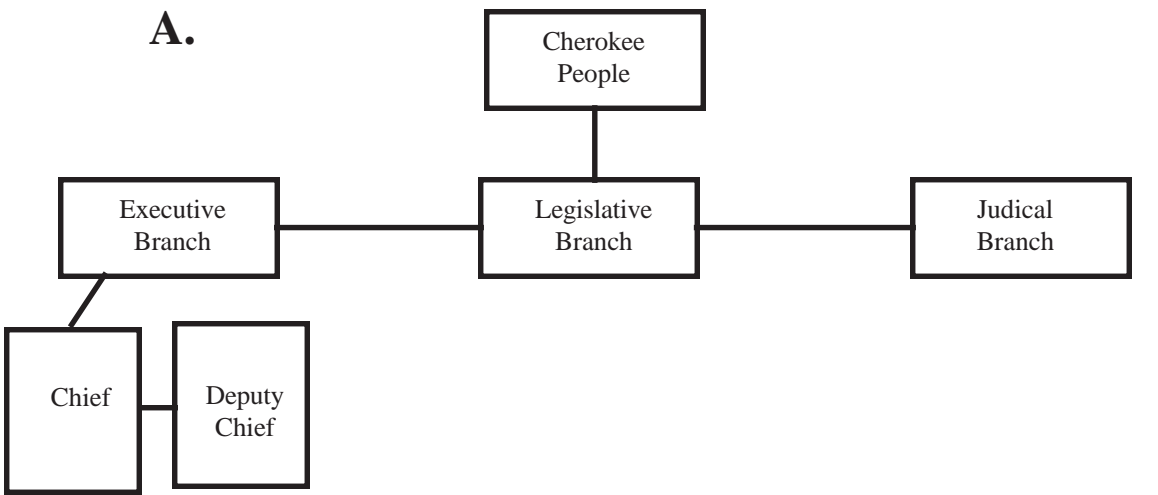 A.
Cherokee
People
Executive
Branch
Legislative
Branch
Judical
Branch
Chief
Deputy
Chief